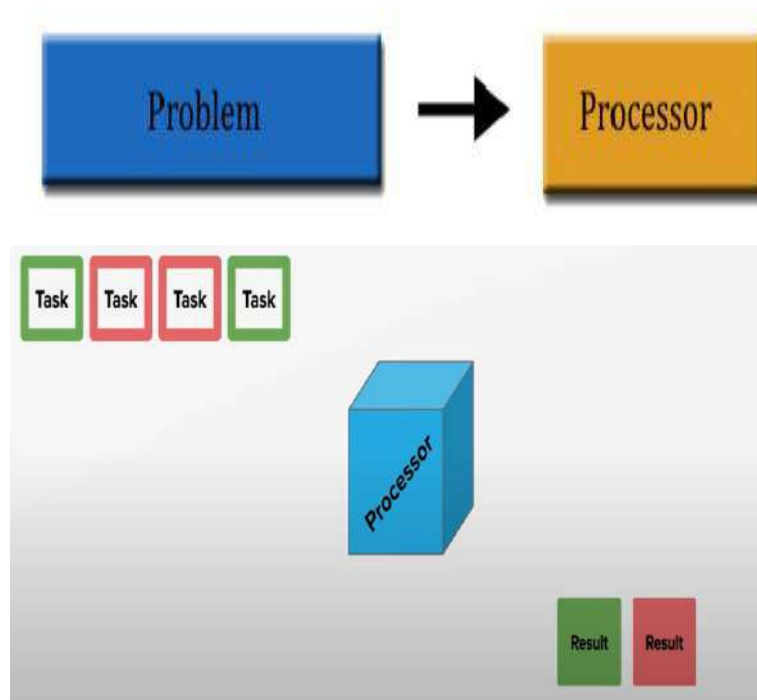 Problem
Processor
Task Task Task Task
Processor
Result Result